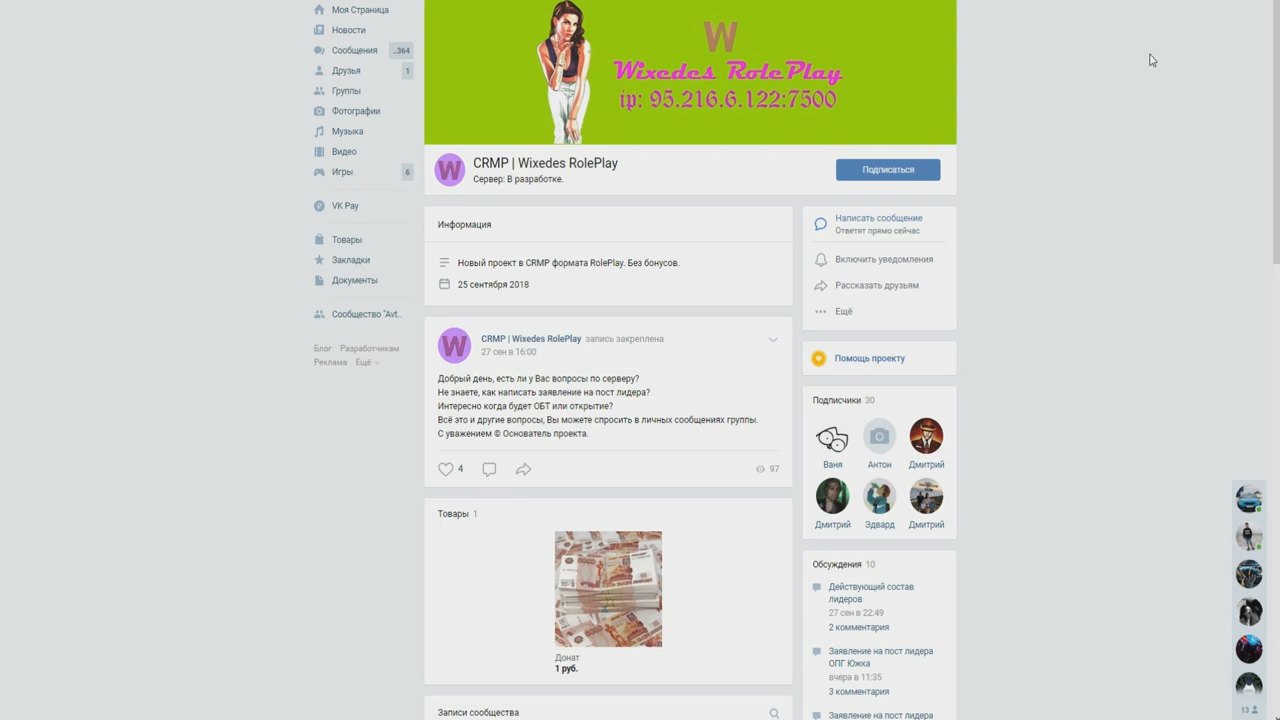 Моя Страница
Новости
Сообщения ..364
Друзья 1
Группы
Фотографии
Музыка
Видео
Игры 6
VK Pay
Товары
Закладки
Документы
Сообщество "Avt..
Блог Разработчикам
Реклама Ещё
W
Wixedes RolePlay
ip: 95.216.6.122:7500
W
CRMP | Wixedes RolePlay
Сервер: В разработке.
Подписаться
Информация
Новый проект в CRMP формата RolePlay. Без бонусов.
25 сентября 2018
W
CRMP | Wixedes RolePlay запись закреплена
27 сен в 16:00
Добрый день, есть ли у Вас вопросы по серверу?
Не знаете, как написать заявление на пост лидера?
Интересно когда будет ОБТ или открытие?
Всё это и другие вопросы, Вы можете спросить в личных сообщениях группы.
С уважением © Основатель проекта.
4
97
Товары 1
Донат
1 руб.
Записи сообщества
Написать сообщение
Ответят прямо сейчас
Включить уведомления
Рассказать друзьям
Ещё
Помощь проекту
Подписчики 30
Ваня Антон Дмитрий
Дмитрий Эдвард Дмитрий
Обсуждения 10
Действующий состав
лидеров
27 сен в 22:49
2 комментария
Заявление на пост лидера
ОПГ Южка
вчера в 11:35
3 комментария
Заявление на пост лидера
13